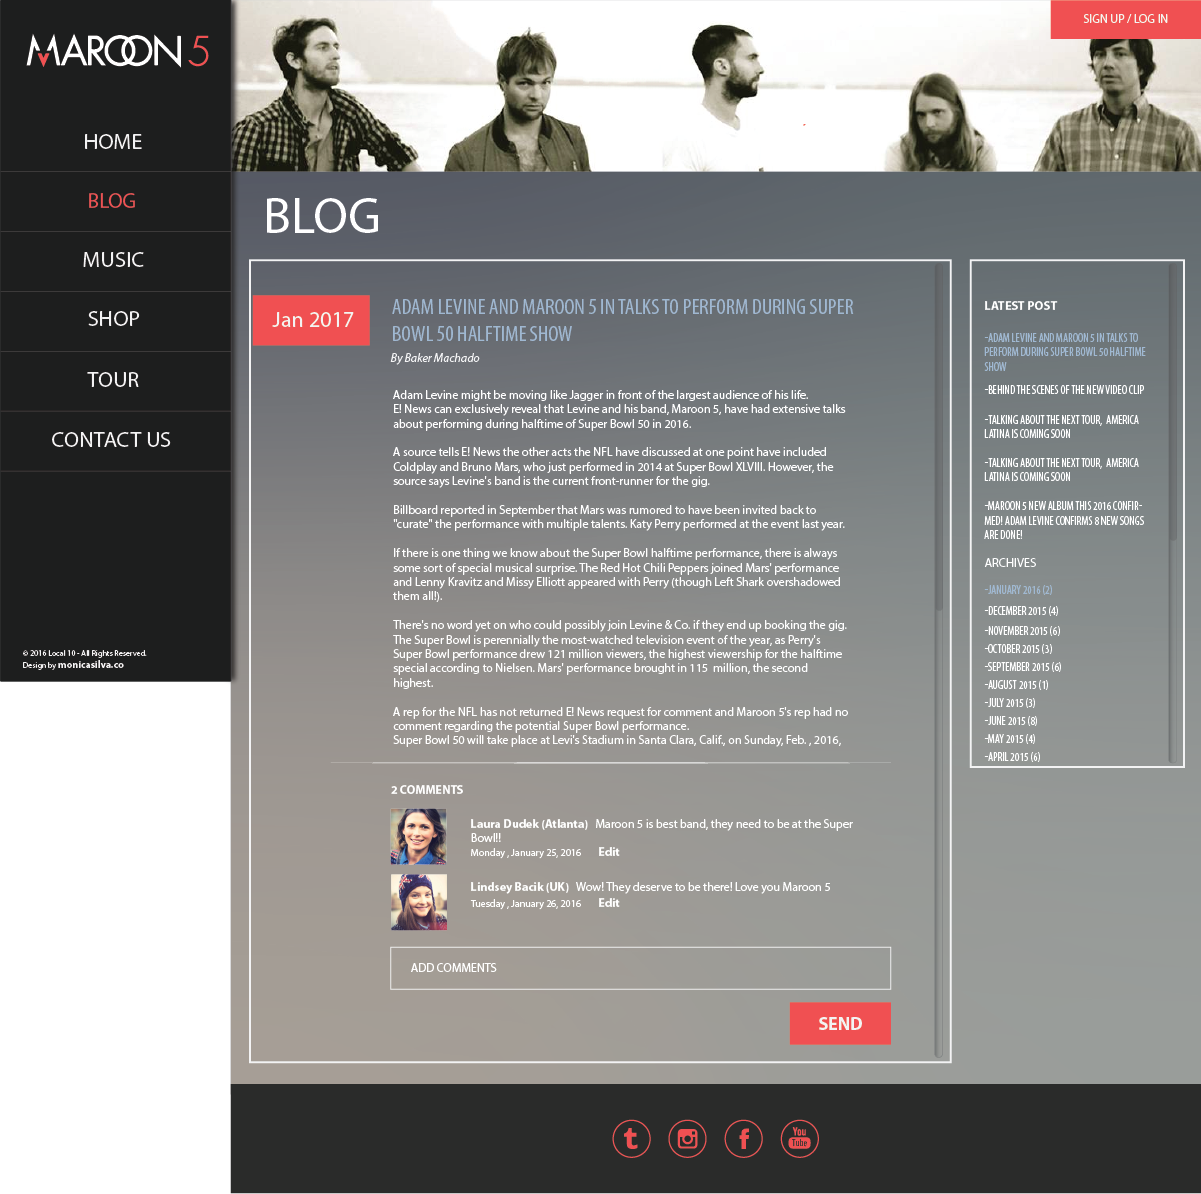 MAROON 5
HOME
BLOG
MUSIC
SHOP
TOUR
CONTACT US
© 2016 Local 10 - All Rights Reserved.
Design by monicasilva.co
SIGN UP / LOG IN
BLOG
Jan 2017
ADAM LEVINE AND MAROON 5 IN TALKS TO PERFORM DURING SUPER
BOWL 50 HALFTIME SHOW
By Baker Machado
Adam Levine might be moving like Jagger in front of the largest audience of his life.
E! News can exclusively reveal that Levine and his band, Maroon 5, have had extensive talks
about performing during halftime of Super Bowl 50 in 2016.
A source tells E! News the other acts the NFL have discussed at one point have included
Coldplay and Bruno Mars, who just performed in 2014 at Super Bowl XLVIII. However, the
source says Levine's band is the current front-runner for the gig.
Billboard reported in September that Mars was rumored to have been invited back to
"curate" the performance with multiple talents. Katy Perry performed at the event last year.
If there is one thing we know about the Super Bowl halftime performance, there is always
some sort of special musical surprise. The Red Hot Chili Peppers joined Mars' performance
and Lenny Kravitz and Missy Elliott appeared with Perry (though Left Shark overshadowed
them all!).
There's no word yet on who could possibly join Levine & Co. if they end up booking the gig.
The Super Bowl is perennially the most-watched television event of the year, as Perry's
Super Bowl performance drew 121 million viewers, the highest viewership for the halftime
special according to Nielsen. Mars' performance brought in 115 million, the second
highest.
A rep for the NFL has not returned E! News request for comment and Maroon 5's rep had no
comment regarding the potential Super Bowl performance.
Super Bowl 50 will take place at Levi's Stadium in Santa Clara, Calif., on Sunday, Feb. , 2016,
2 COMMENTS
Laura Dudek (Atlanta) Maroon 5 is best band, they need to be at the Super
Bowl!!
Monday , January 25, 2016 Edit
Lindsey Bacik (UK) Wow! They deserve to be there! Love you Maroon 5
Tuesday , January 26, 2016 Edit
ADD COMMENTS
SEND
LATEST POST
-ADAM LEVINE AND MAROON 5 IN TALKS TO
PERFORM DURING SUPER BOWL 50 HALFTIME
SHOW
-BEHIND THE SCENES OF THE NEW VIDEO CLIP
-TALKING ABOUT THE NEXT TOUR, AMERICA
LATINA IS COMING SOON
-TALKING ABOUT THE NEXT TOUR, AMERICA
LATINA IS COMING SOON
-MAROON 5 NEW ALBUM THIS 2016 CONFIR-
MED! ADAM LEVINE CONFIRMS 8 NEW SONGS
ARE DONE!
ARCHIVES
-JANUARY 2016 (2)
-DECEMBER 2015 (4)
-NOVEMBER 2015 (6)
-OCTOBER 2015 (3)
-SEPTEMBER 2015 (6)
-AUGUST 2015 (1)
-JULY 2015 (3)
-JUNE 2015 (8)
-MAY 2015 (4)
-APRIL 2015 (6)
You
Tube